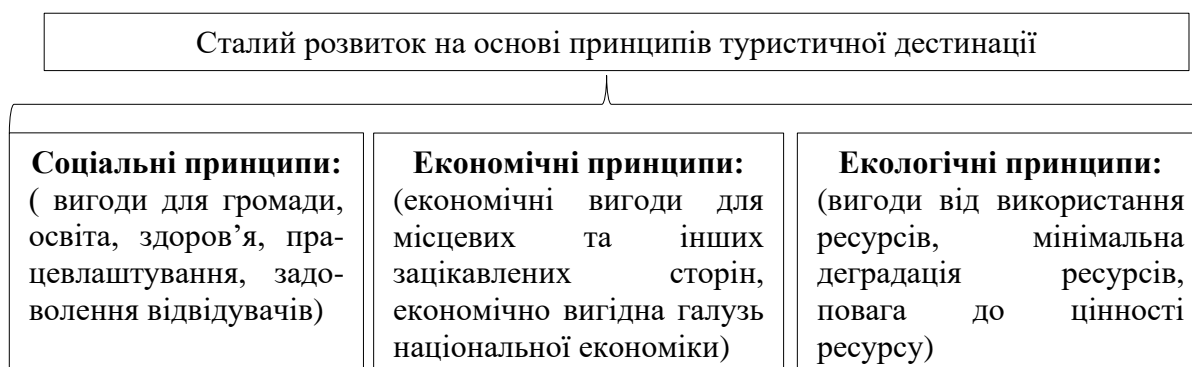 Сталий розвиток на основі принципів туристичної дестинації
Соціальні принципи:
( вигоди для громади,
освіта, здоров’я, пра-
цевлаштування, задо-
волення відвідувачів)
Економічні принципи:
(економічні вигоди для
місцевих та інших
зацікавлених сторін,
економічно вигідна галузь
національної економіки)
Екологічні принципи:
(вигоди від використання
ресурсів, мінімальна
деградація ресурсів,
повага до цінності
ресурсу)